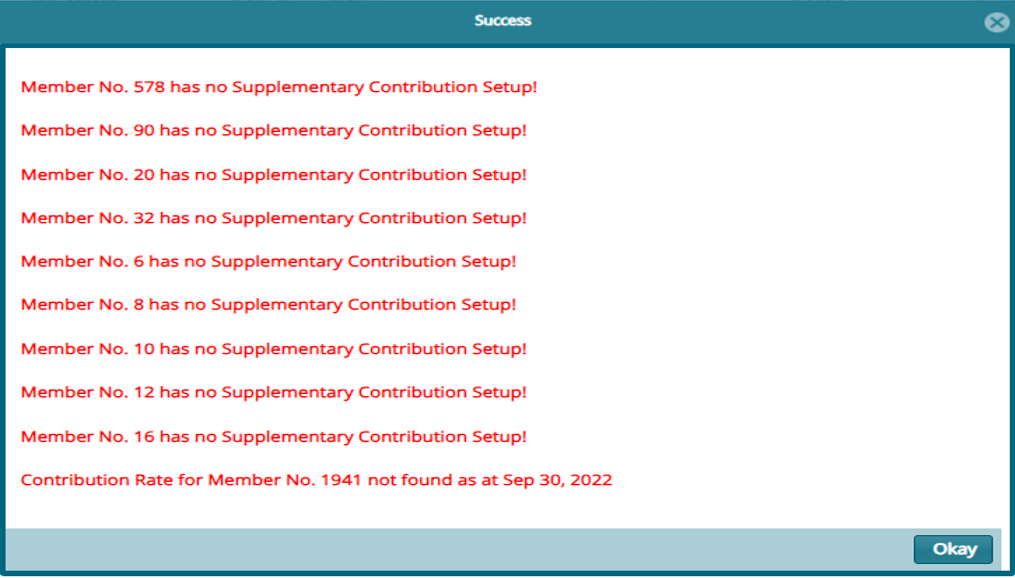 Success
Member No. 578 has no Supplementary Contribution Setup!
Member No. 90 has no Supplementary Contribution Setup!
Member No. 20 has no Supplementary Contribution Setup!
Member No. 32 has no Supplementary Contribution Setup!
Member No. 6 has no Supplementary Contribution Setup!
Member No. 8 has no Supplementary Contribution Setup!
Member No. 10 has no Supplementary Contribution Setup!
Member No. 12 has no Supplementary Contribution Setup!
Member No. 16 has no Supplementary Contribution Setup!
Contribution Rate for Member No. 1941 not found as at Sep 30, 2022
Okay